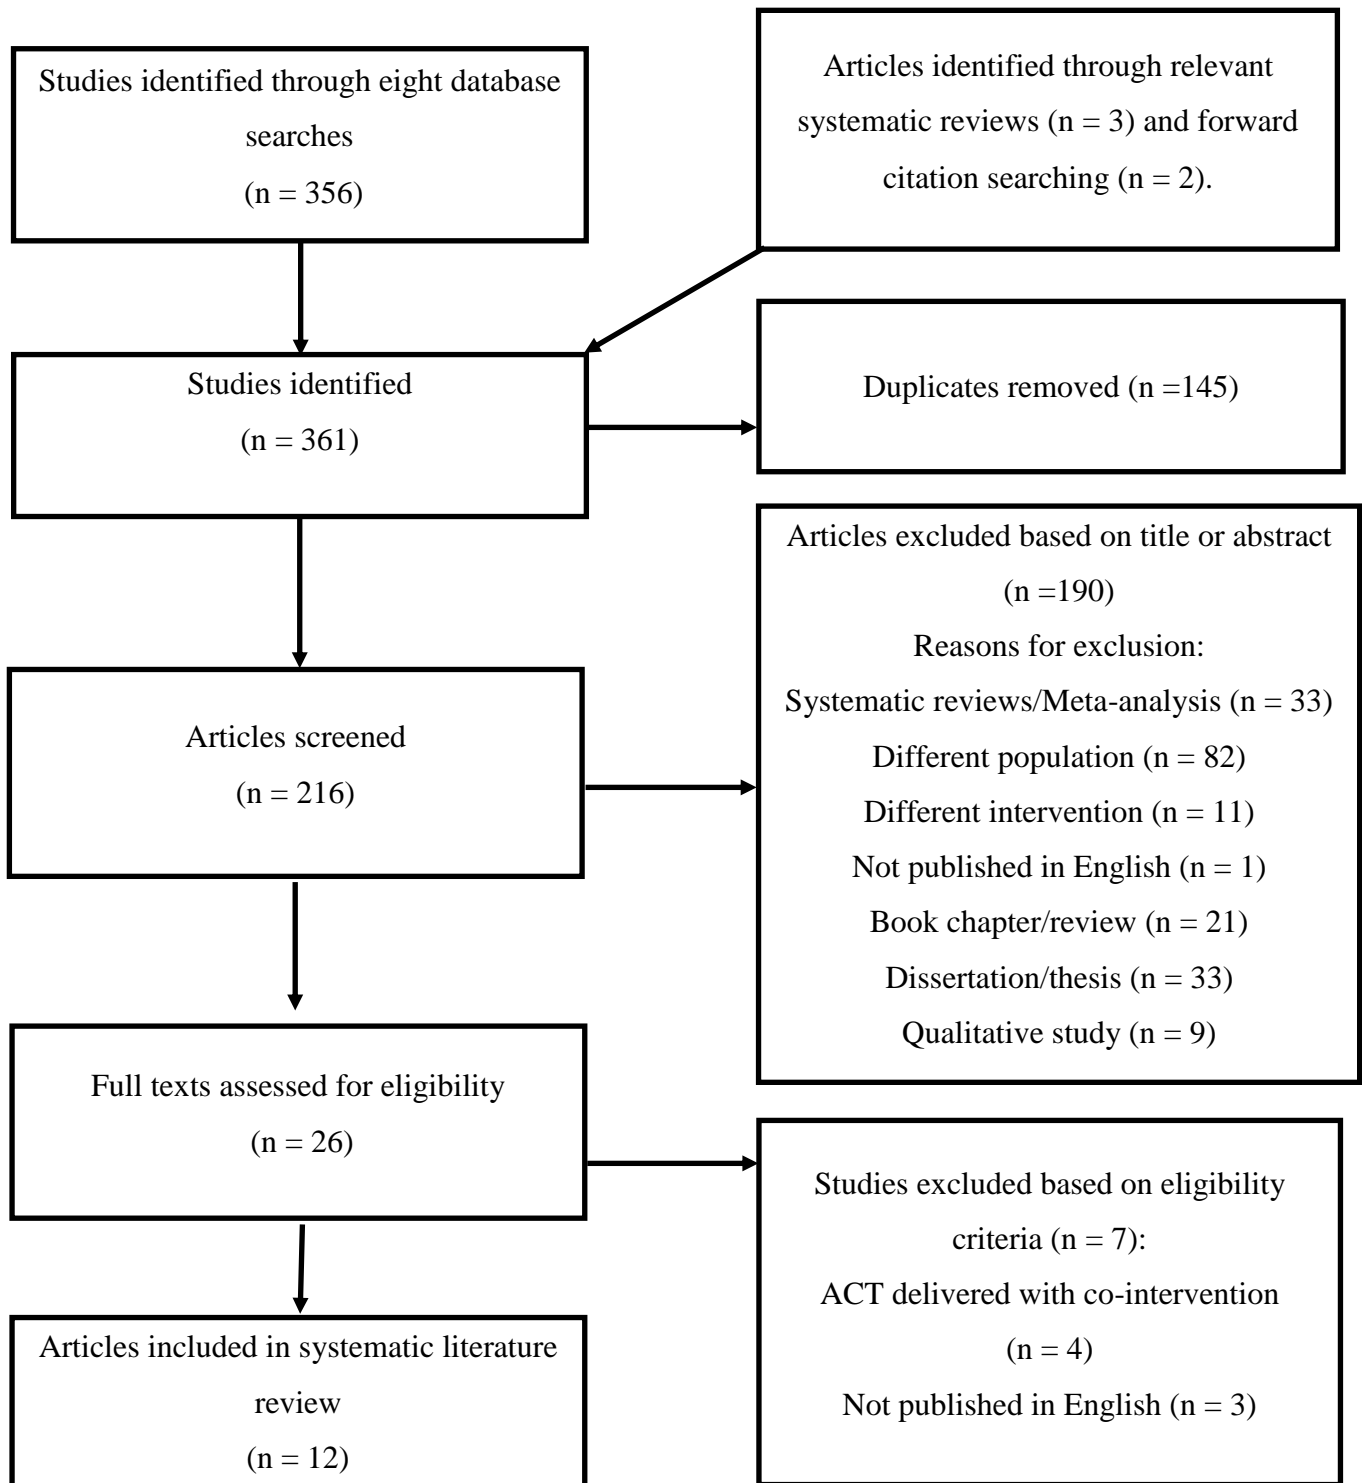 Studies identified through eight database
searches
(n = 356)
Articles identified through relevant
systematic reviews (n = 3) and forward
citation searching (n = 2).
Studies identified
(n = 361)
Duplicates removed (n =145)
Articles screened
(n = 216)
Articles excluded based on title or abstract
(n =190)
Reasons for exclusion:
Systematic reviews/Meta-analysis (n = 33)
Different population (n = 82)
Different intervention (n = 11)
Not published in English (n = 1)
Book chapter/review (n = 21)
Dissertation/thesis (n = 33)
Qualitative study (n = 9)
Full texts assessed for eligibility
(n = 26)
Studies excluded based on eligibility
criteria (n = 7):
ACT delivered with co-intervention
(n = 4)
Not published in English (n = 3)
Articles included in systematic literature
review
(n = 12)